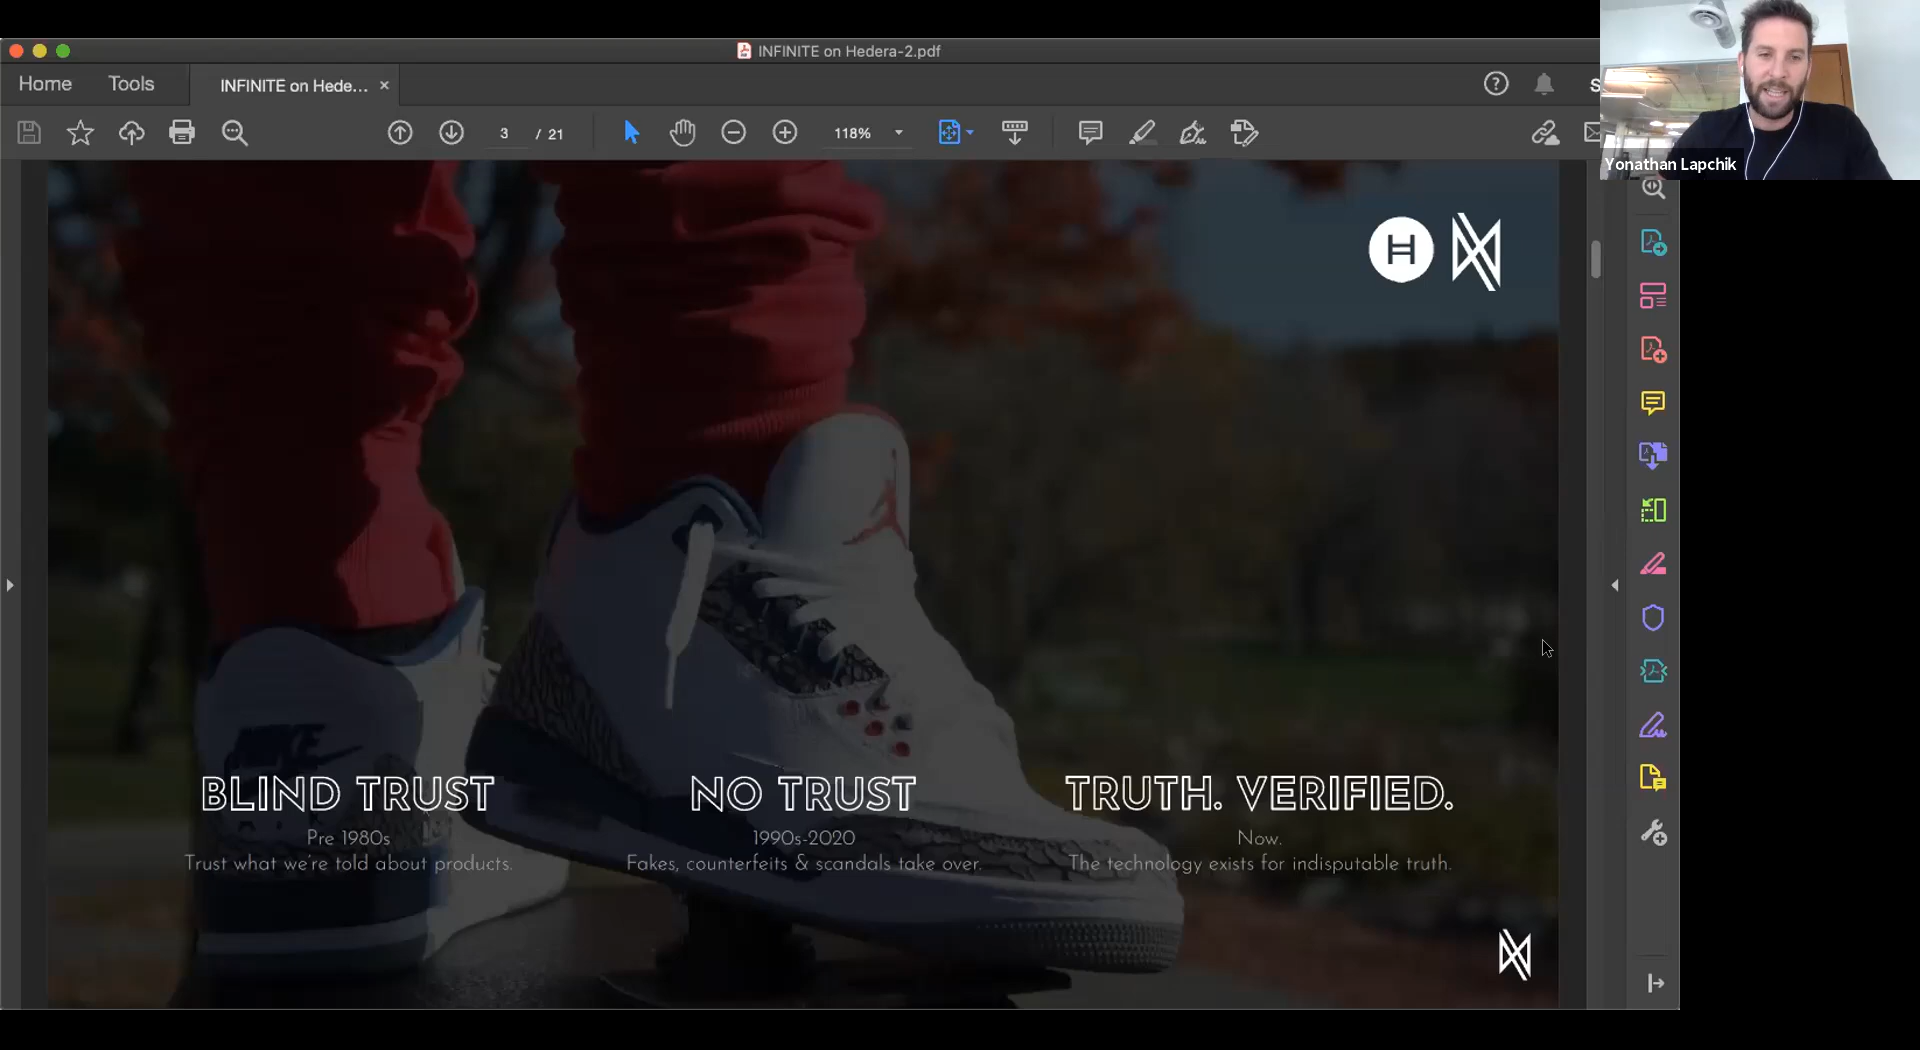 INFINITE on Hedera-2.pdf
Home
Tools
INFINITE on Hede...
3 / 21
118%
Yonathan Lapchik
H
NIKE
AIR
BLIND TRUST
Pre 1980s
Trust what we're told about products.
NO TRUST
1990s-2020
Fakes, counterfeits & scandals take over.
TRUTH. VERIFIED.
Now.
The technology exists for indisputable truth.